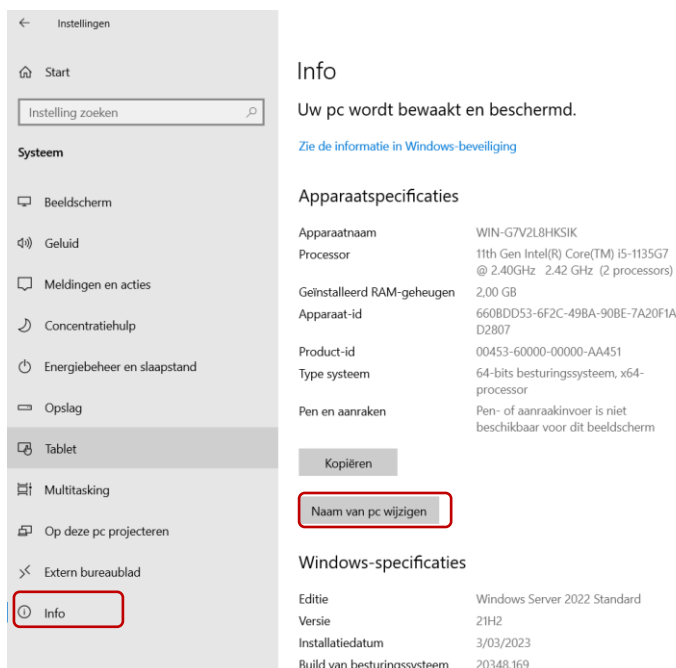 Instellingen
Start
Instelling zoeken
Systeem
Beeldscherm
Geluid
Meldingen en acties
Concentratiehulp
Energiebeheer en slaapstand
Opslag
Tablet
Multitasking
Op deze pc projecteren
Extern bureaublad
Info
Info
Uw pc wordt bewaakt en beschermd.
Zie de informatie in Windows-beveiliging
Apparaatspecificaties
Apparaatnaam WIN-G7V2L8HKSIK
Processor 11th Gen Intel(R) Core(TM) i5-1135G7
@ 2.40GHz 2.42 GHz (2 processors)
Geïnstalleerd RAM-geheugen 2,00 GB
Apparaat-id 660BDD53-6F2C-49BA-90BE-7A20F1A
D2807
Product-id 00453-60000-00000-AA451
Type systeem 64-bits besturingssysteem, x64-
processor
Pen en aanraken Pen- of aanraakinvoer is niet
beschikbaar voor dit beeldscherm
Kopiëren
Naam van pc wijzigen
Windows-specificaties
Editie Windows Server 2022 Standard
Versie 21H2
Installatiedatum 3/03/2023
Build van besturingssysteem 20348.169